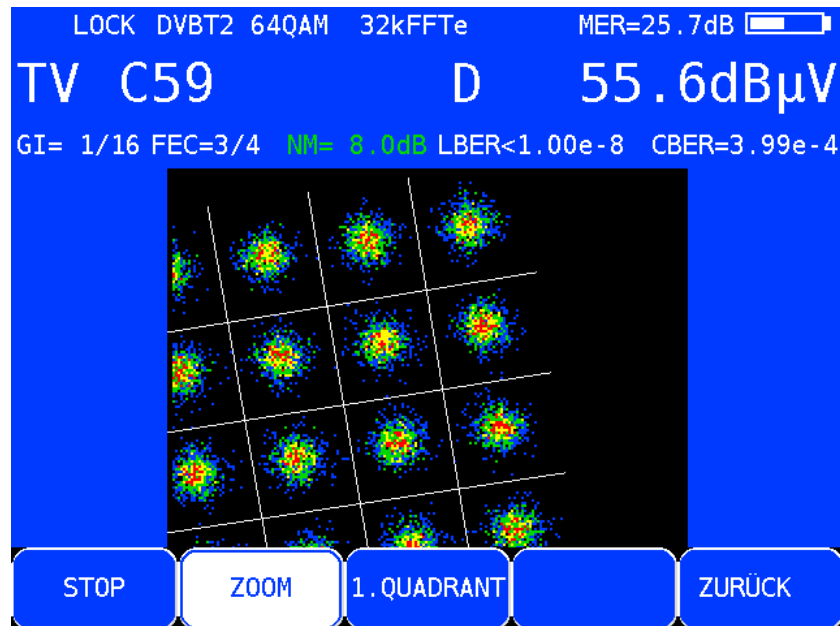 LOCK DVBT2 64QAM 32kFFTe MER=25.7dB
TV C59 D 55.6dBµV
GI= 1/16 FEC=3/4 NM= 8.0dB LBER<1.00e-8 CBER=3.99e-4
STOP ZOOM 1.QUADRANT ZURÜCK